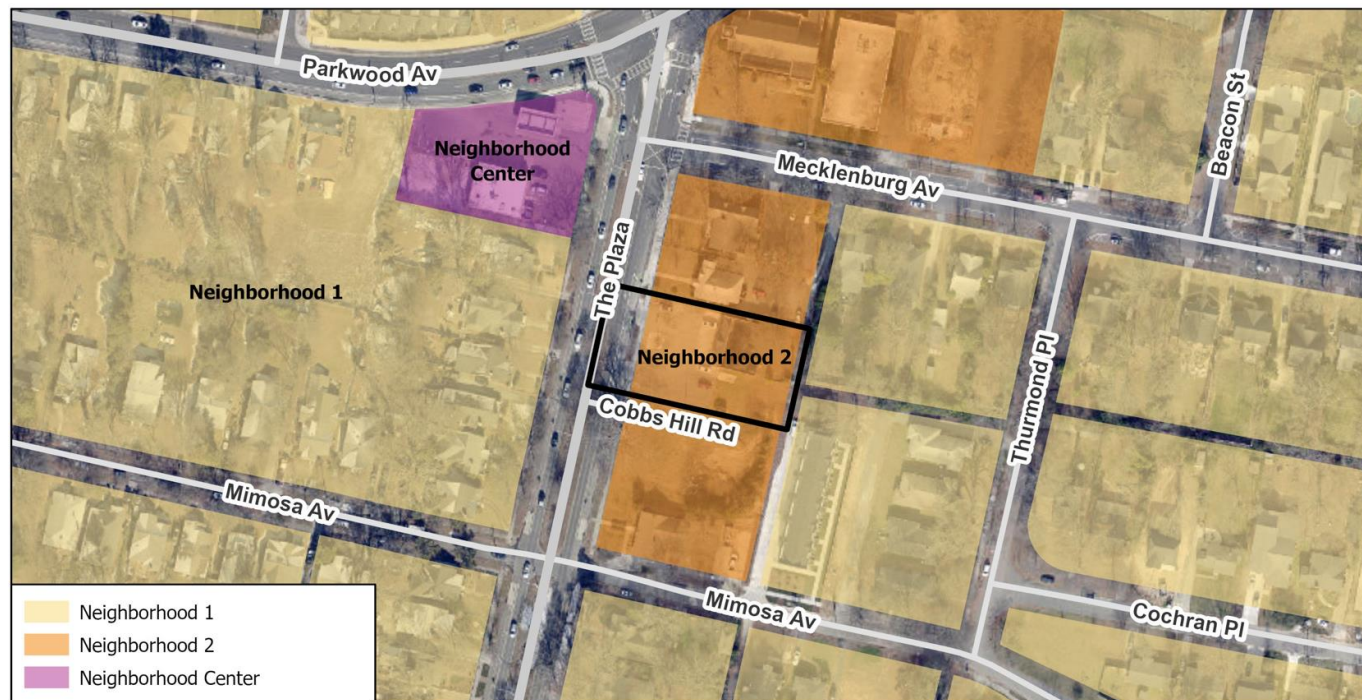 Parkwood Av
Neighborhood
Center
Mecklenburg Av
Beacon St
The Plaza
Neighborhood 1
Neighborhood 2
Cobbs Hill Rd
Thurmond Pl
Mimosa Av
Mimosa Av
Cochran Pl
Neighborhood 1
Neighborhood 2
Neighborhood Center